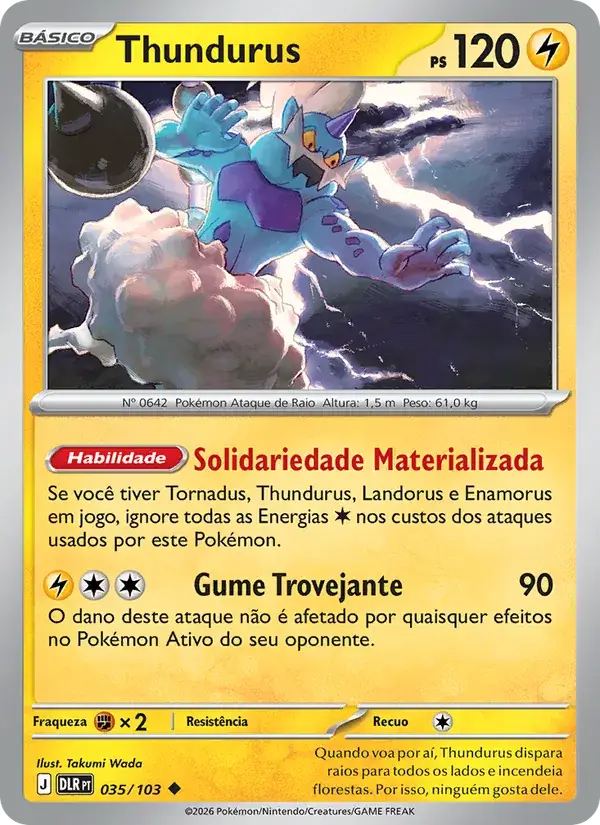 BÁSICO Thundurus PS 120
Nº 0642 Pokémon Ataque de Raio Altura: 1,5 m Peso: 61,0 kg
Habilidade Solidariedade Materializada
Se você tiver Tornadus, Thundurus, Landorus e Enamorus
em jogo, ignore todas as Energias nos custos dos ataques
usados por este Pokémon.
Gume Trovejante 90
O dano deste ataque não é afetado por quaisquer efeitos
no Pokémon Ativo do seu oponente.
Fraqueza ×2 Resistência Recuo
Ilust. Takumi Wada
J DLR PT 035/103
Quando voa por aí, Thundurus dispara
raios para todos os lados e incendeia
florestas. Por isso, ninguém gosta dele.
©2026 Pokémon/Nintendo/Creatures/GAME FREAK